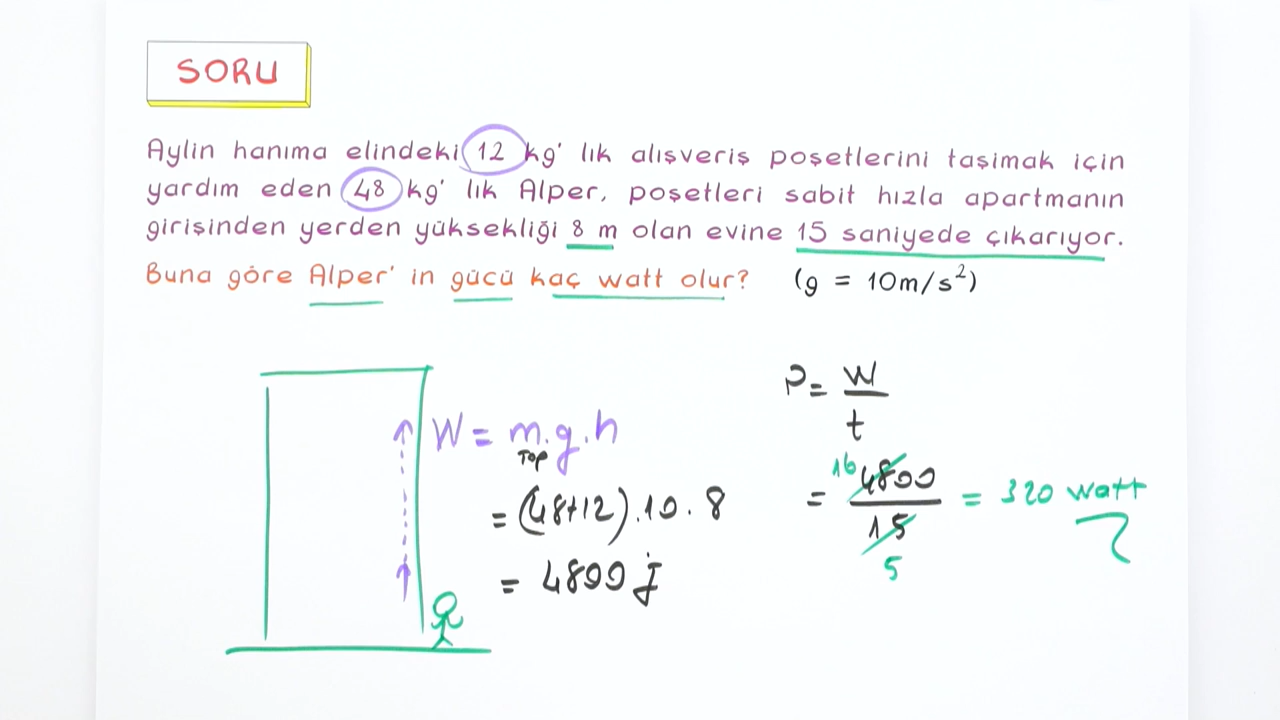 SORU
Aylin hanıma elindeki 12 kg' lık alışveriş poşetlerini taşımak için
yardım eden 48 kg' lık Alper, poşetleri sabit hızla apartmanın
girişinden yerden yüksekliği 8 m olan evine 15 saniyede çıkarıyor.
Buna göre Alper' in gücü kaç watt olur? (g = 10m/s²)
W = m.g.h
TOP
= (48+12).10.8
= 4800 j
P = W
t
= 16 4800 = 320 watt
15
5